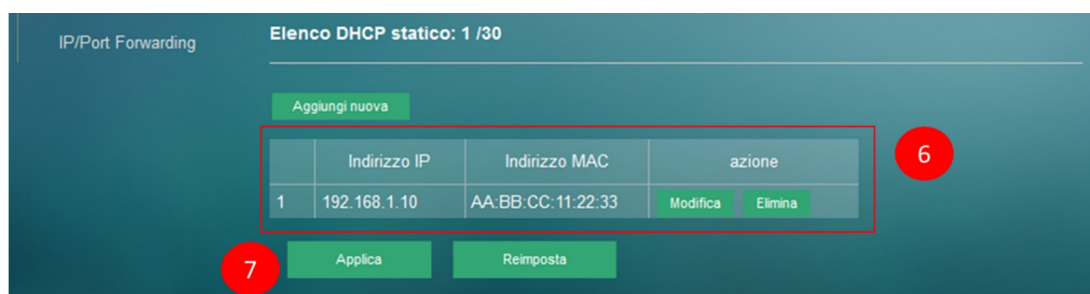 IP/Port Forwarding
Elenco DHCP statico: 1 /30
Aggiungi nuova
Indirizzo IP Indirizzo MAC azione
6
1 192.168.1.10 AA:BB:CC:11:22:33 Modifica Elimina
Applica Reimposta
7